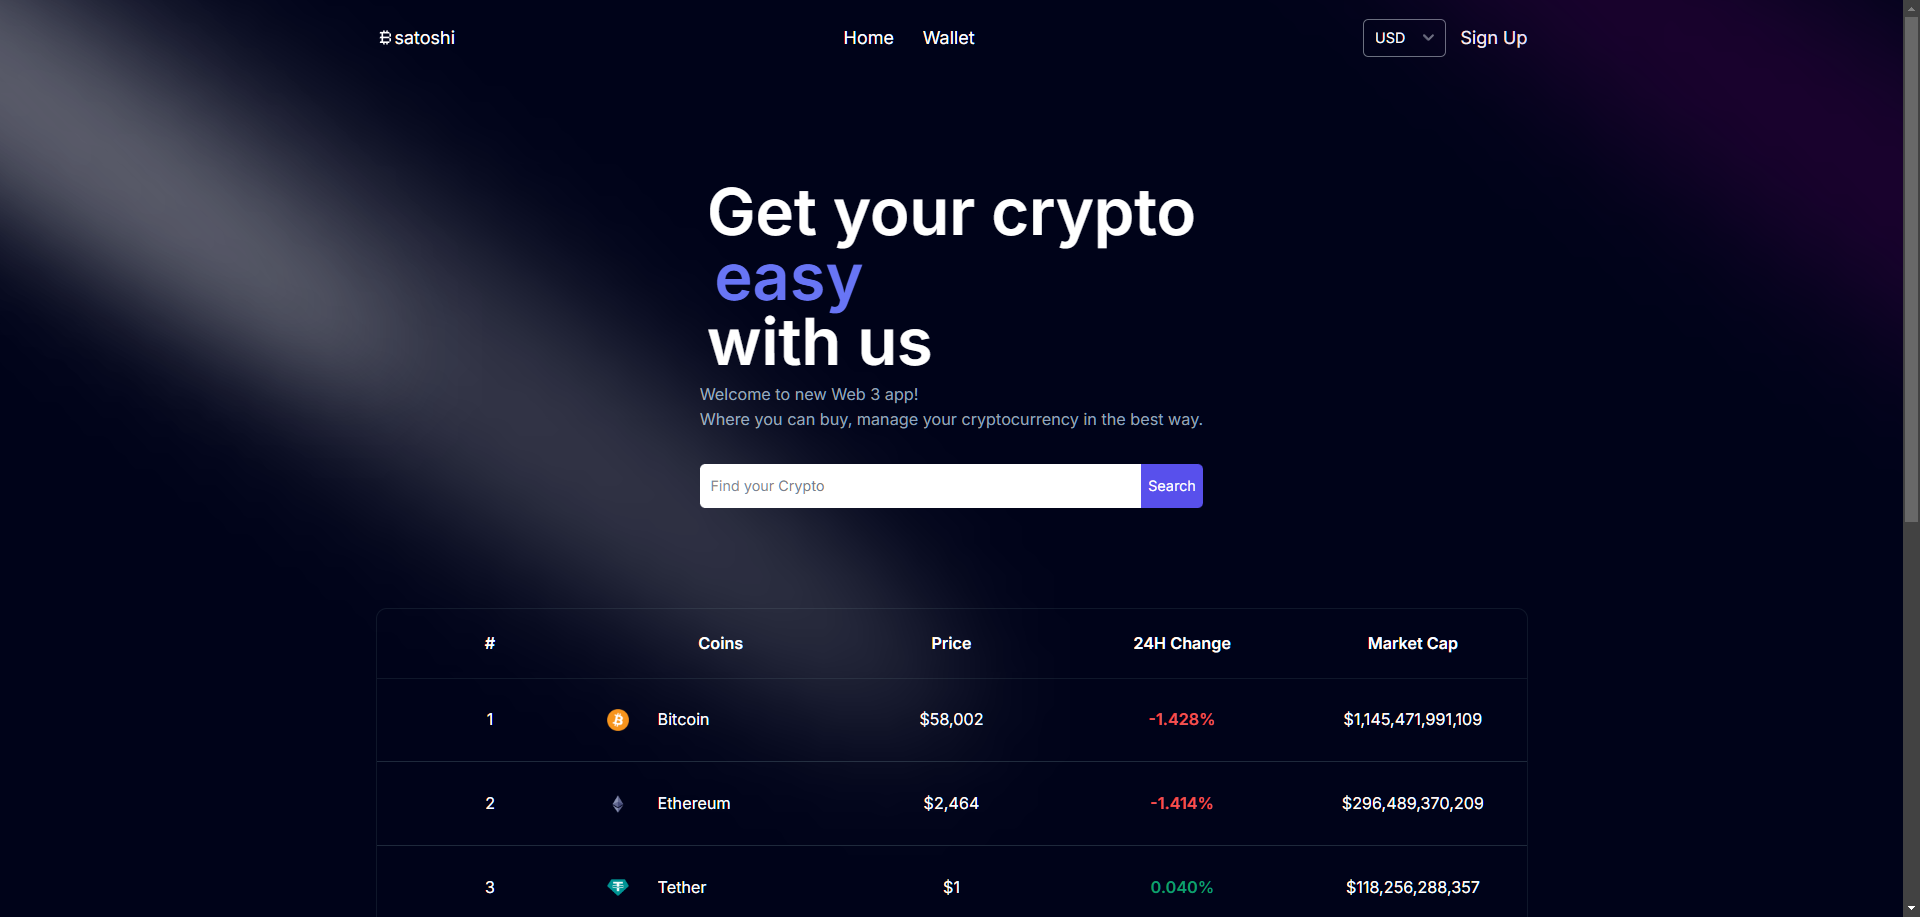 satoshi
Home Wallet
USD
Sign Up
Get your crypto
easy
with us
Welcome to new Web 3 app!
Where you can buy, manage your cryptocurrency in the best way.
Find your Crypto
Search
# Coins Price 24H Change Market Cap
1 Bitcoin $58,002 -1.428% $1,145,471,991,109
2 Ethereum $2,464 -1.414% $296,489,370,209
3 Tether $1 0.040% $118,256,288,357